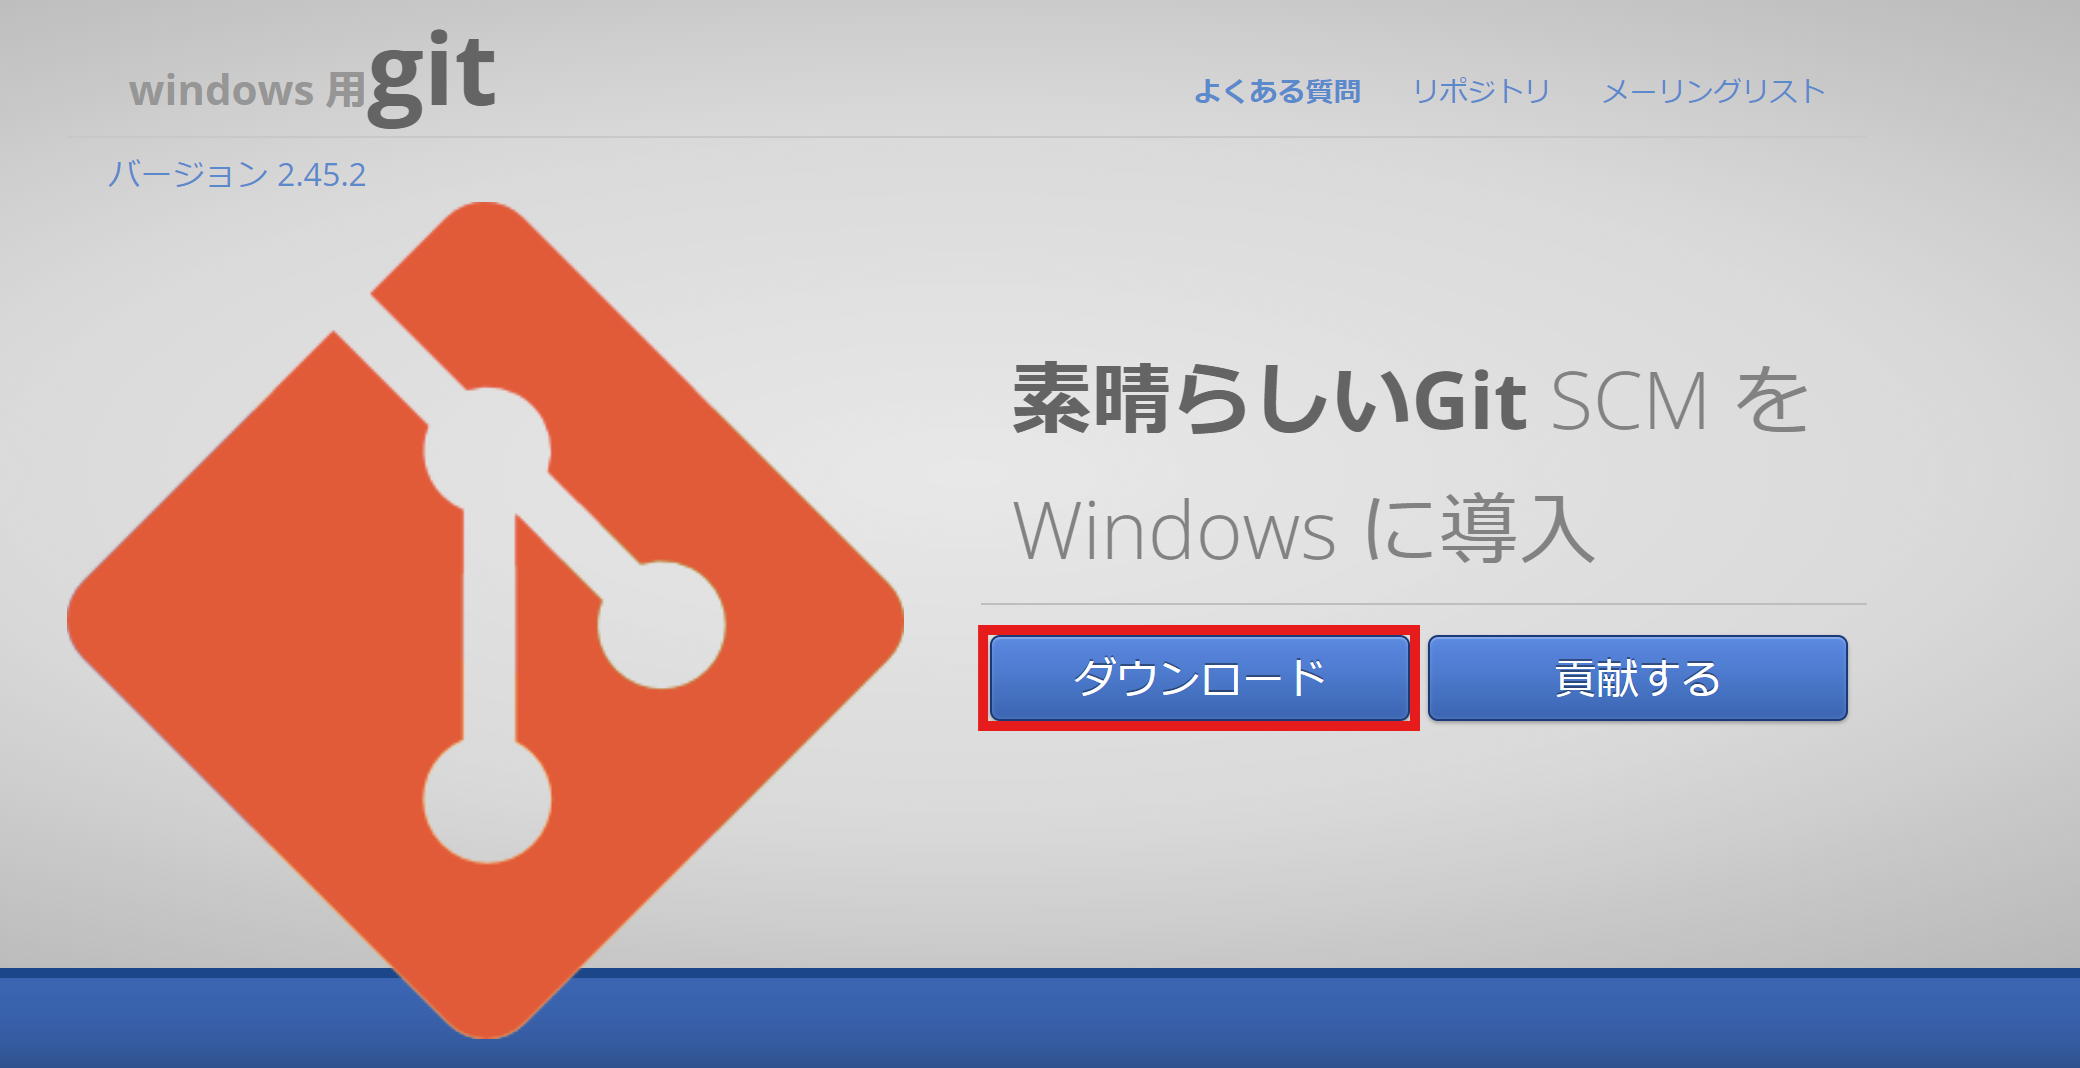 windows 用git
よくある質問 リポジトリ メーリングリスト
バージョン 2.45.2
素晴らしいGit SCM を
Windows に導入
ダウンロード 貢献する